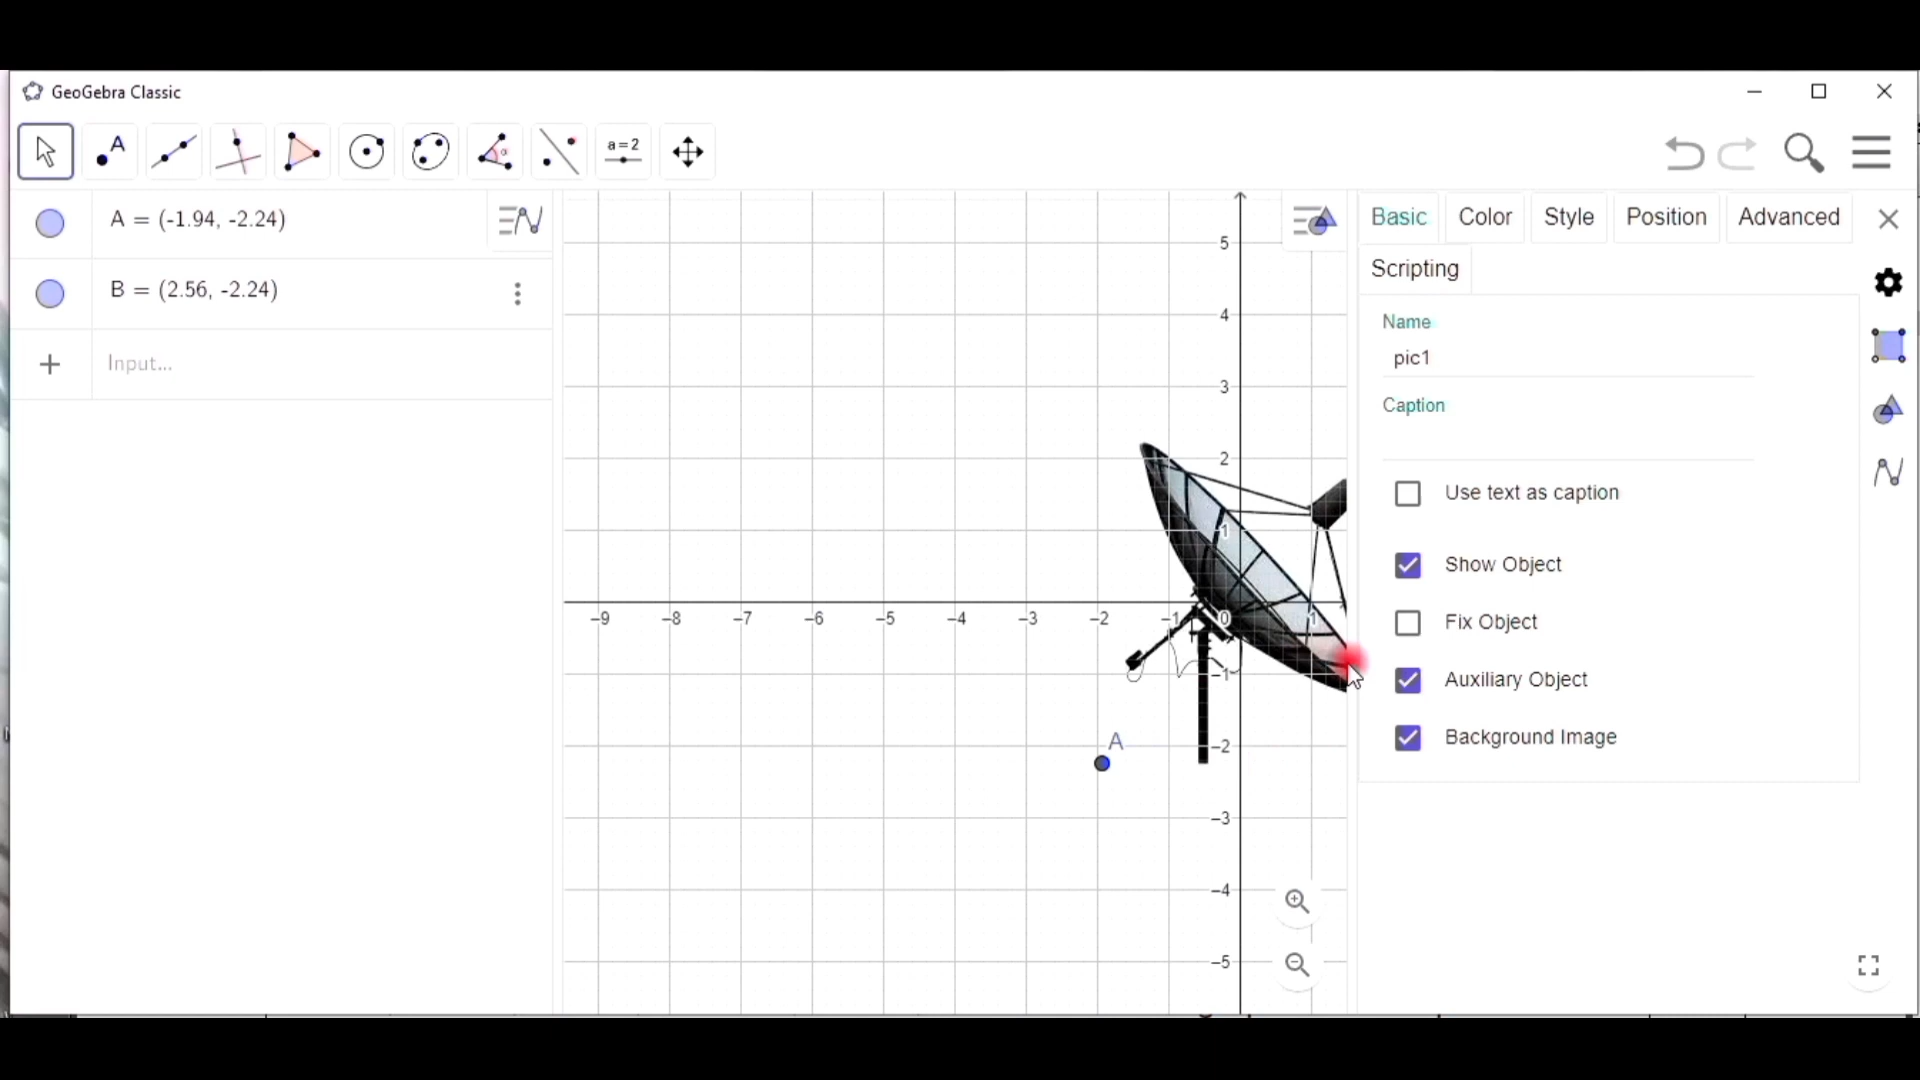 GeoGebra Classic
A
a=2
A = (-1.94, -2.24)
B = (2.56, -2.24)
Input...
5
4
3
2
1
–9 –8 –7 –6 –5 –4 –3 –2 –1 0 1
–1
A
–2
–3
–4
–5
Basic Color Style Position Advanced
Scripting
Name
pic1
Caption
Use text as caption
Show Object
Fix Object
Auxiliary Object
Background Image